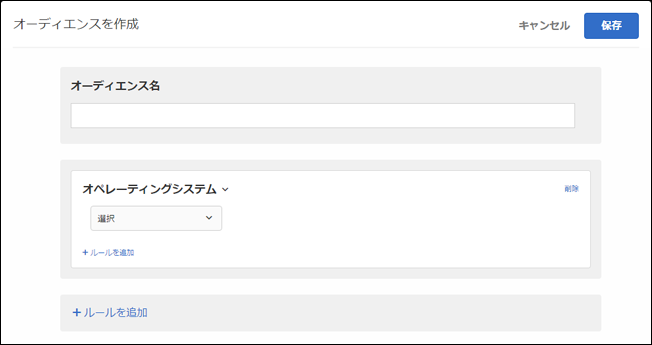 オーディエンスを作成
キャンセル
保存
オーディエンス名
オペレーティングシステム
削除
選択
+ ルールを追加
+ ルールを追加